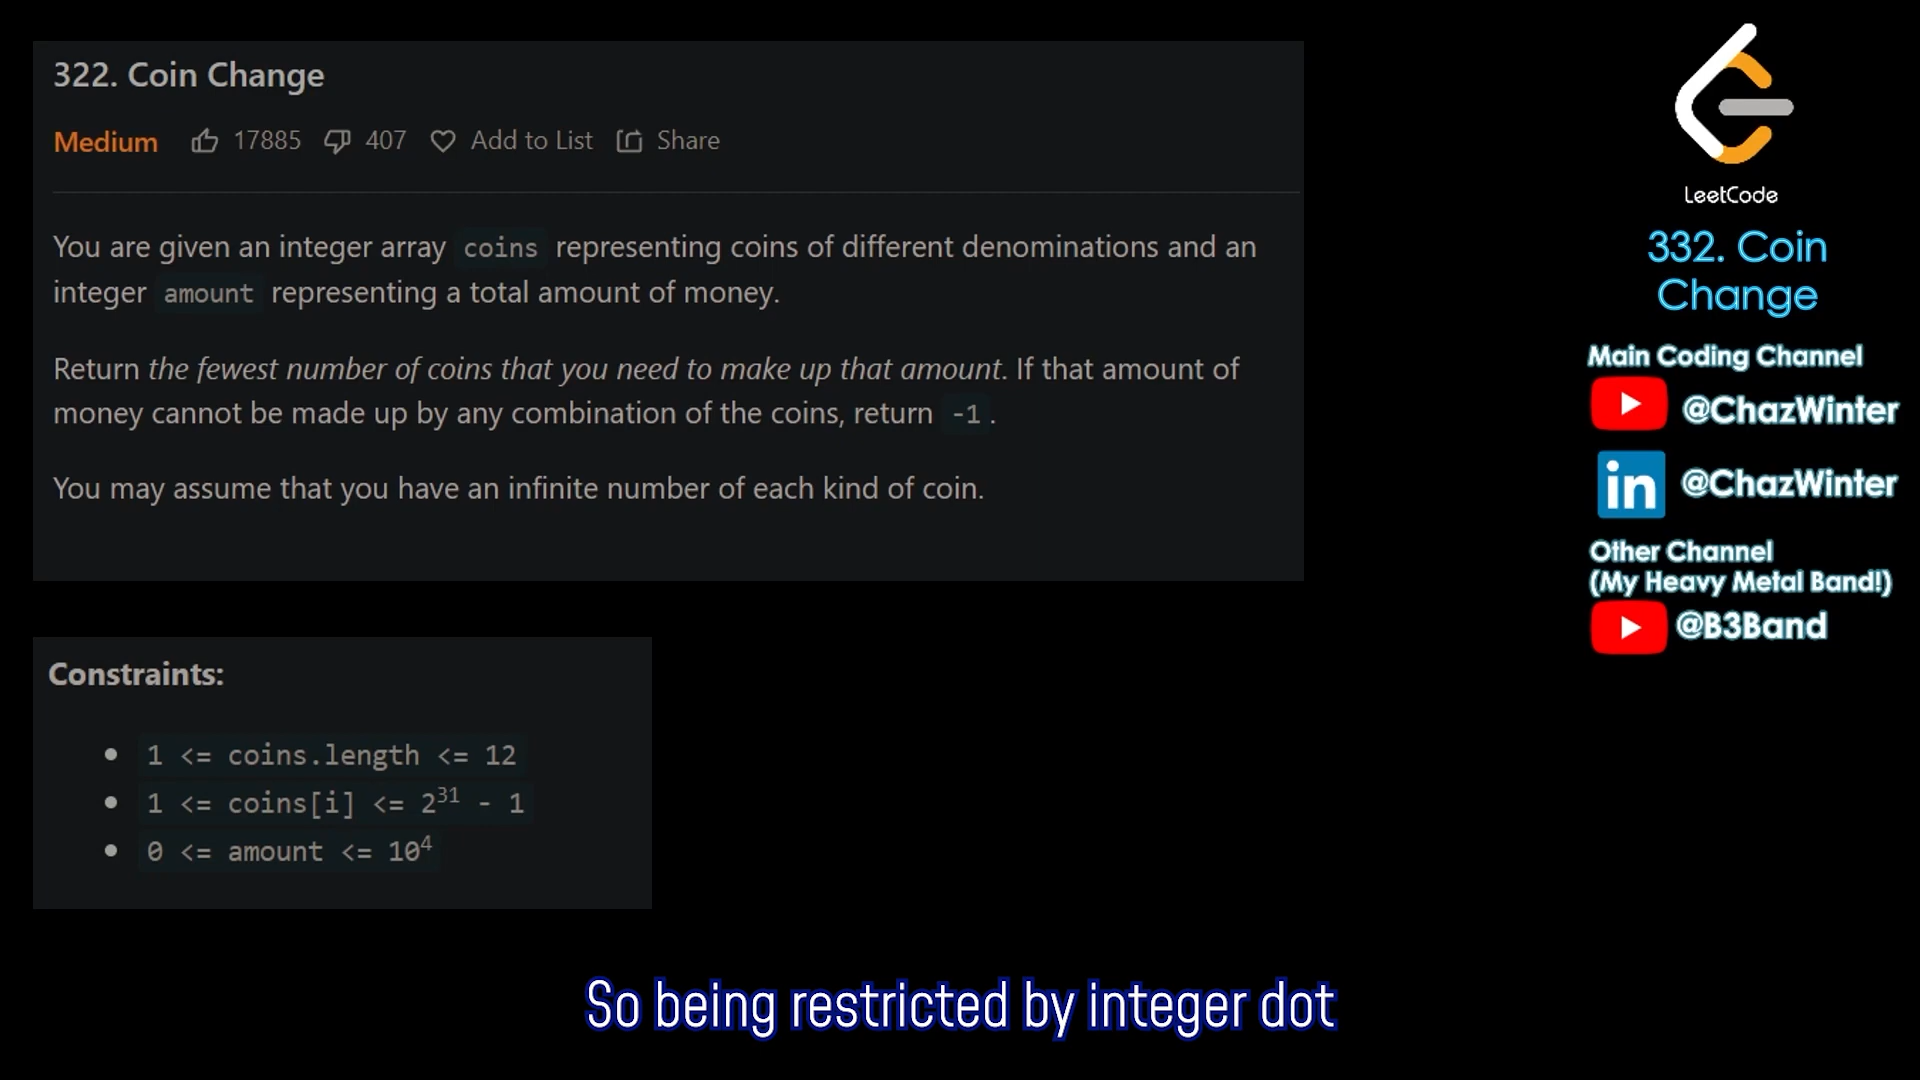 322. Coin Change
Medium 17885 407 Add to List Share
You are given an integer array coins representing coins of different denominations and an
integer amount representing a total amount of money.
Return the fewest number of coins that you need to make up that amount. If that amount of
money cannot be made up by any combination of the coins, return -1.
You may assume that you have an infinite number of each kind of coin.
Constraints:
• 1 <= coins.length <= 12
• 1 <= coins[i] <= 2³¹ - 1
• 0 <= amount <= 10⁴
LeetCode
332. Coin
Change
Main Coding Channel
@ChazWinter
in @ChazWinter
Other Channel
(My Heavy Metal Band!)
@B3Band
So being restricted by integer dot